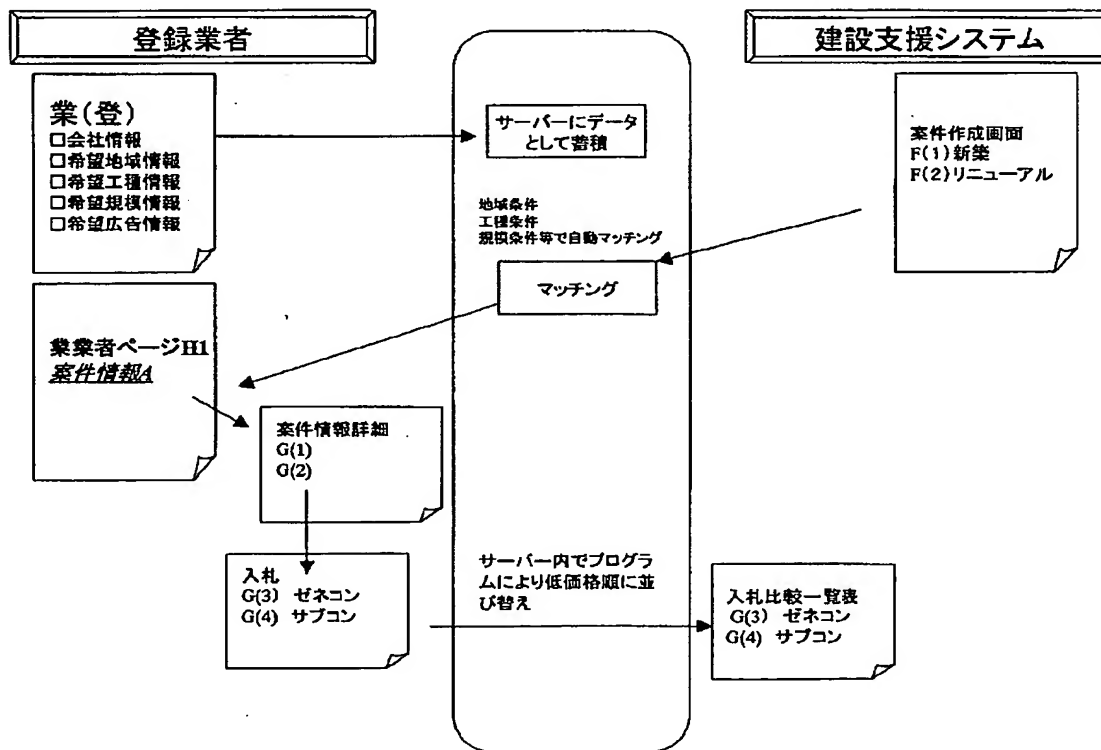 登録業者
建設支援システム
業(登)
□会社情報
□希望地域情報
□希望工種情報
□希望規模情報
□希望広告情報
サーバーにデータ
として蓄積
案件作成画面
F(1)新築
F(2)リニューアル
地域条件
工種条件
規模条件等で自動マッチング
マッチング
業業者ページH1
案件情報A
案件情報詳細
G(1)
G(2)
入札
G(3) ゼネコン
G(4) サブコン
サーバー内でプログラ
ムにより低価格順に並
び替え
入札比較一覧表
G(3) ゼネコン
G(4) サブコン